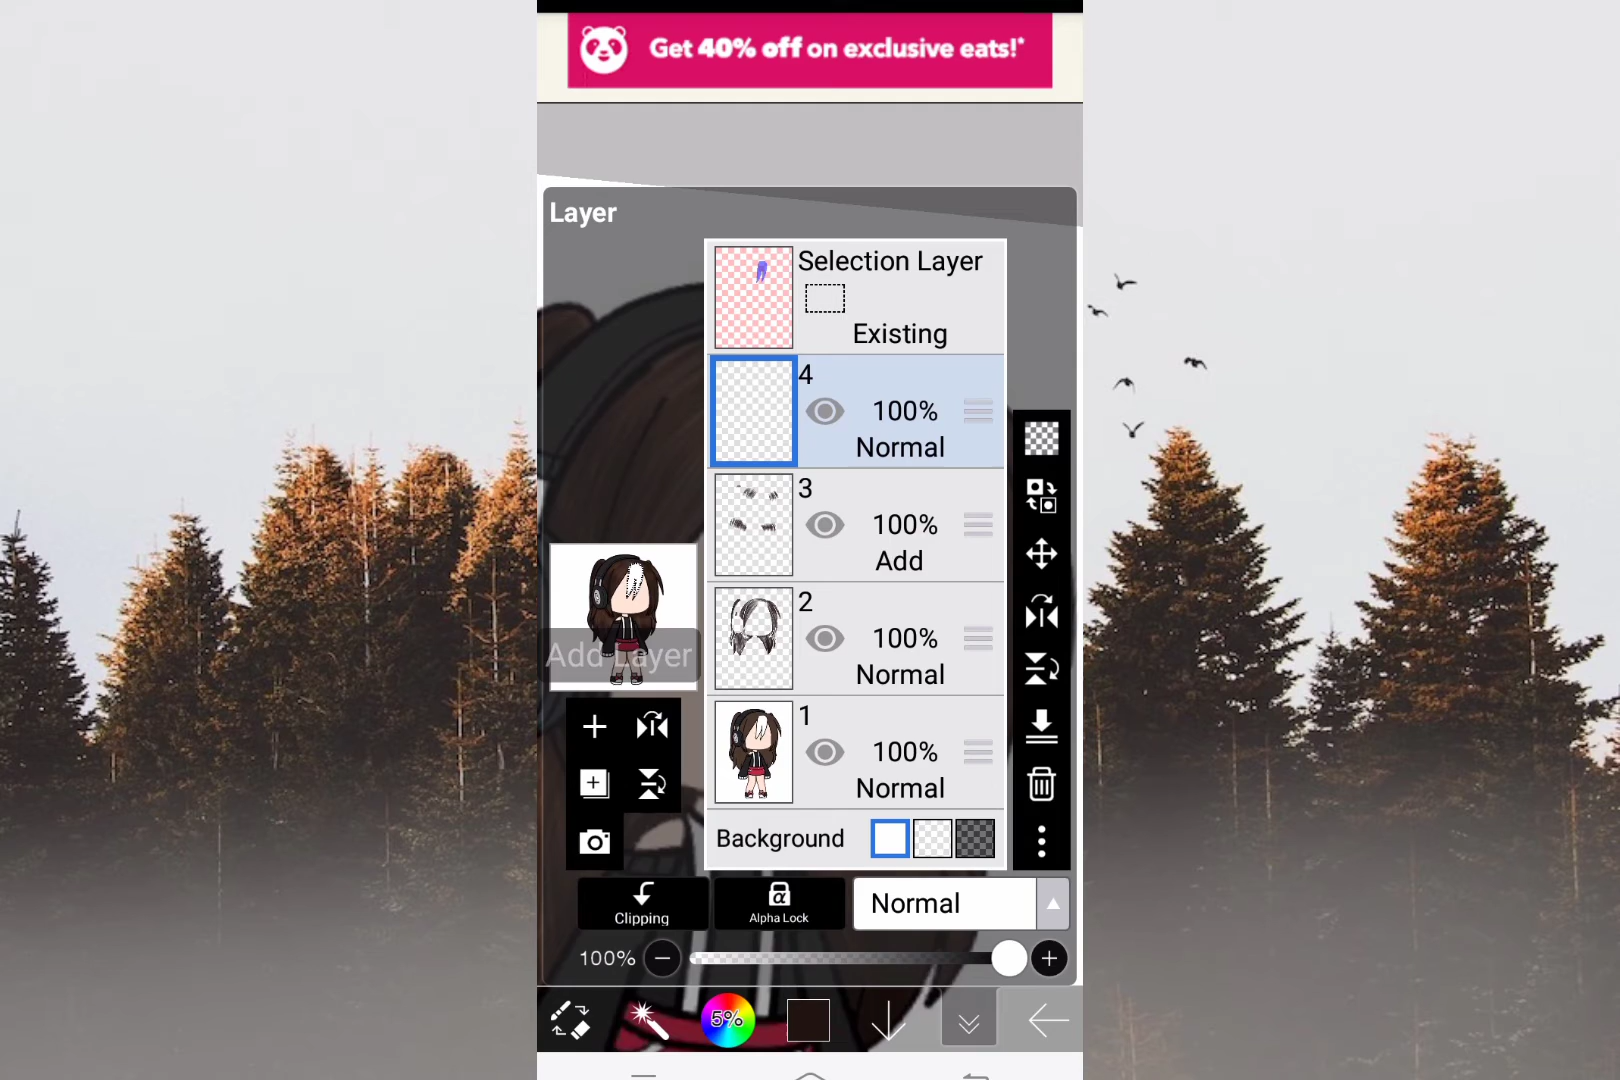 Get 40% off on exclusive eats!*
Layer
Selection Layer
Existing
4
100%
Normal
3
100%
Add
2
100%
Normal
Add Layer
1
100%
Normal
Background
Clipping
α
Alpha Lock
Normal
100%
5%